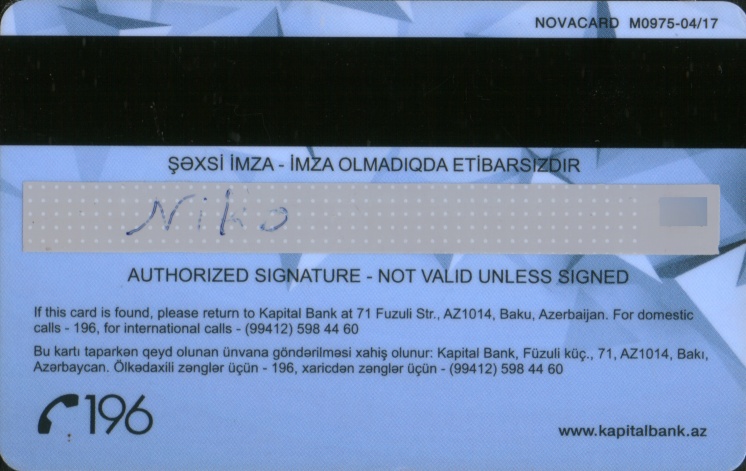 NOVACARD M0975-04/17
ŞƏXSİ İMZA - İMZA OLMADIQDA ETİBARSIZDIR
Niko
AUTHORIZED SIGNATURE - NOT VALID UNLESS SIGNED
If this card is found, please return to Kapital Bank at 71 Fuzuli Str., AZ1014, Baku, Azerbaijan. For domestic
calls - 196, for international calls - (99412) 598 44 60
Bu kartı taparkən qeyd olunan ünvana göndərilməsi xahiş olunur: Kapital Bank, Füzuli küç., 71, AZ1014, Bakı,
Azərbaycan. Ölkədaxili zənglər üçün - 196, xaricdən zənglər üçün - (99412) 598 44 60
196
www.kapitalbank.az